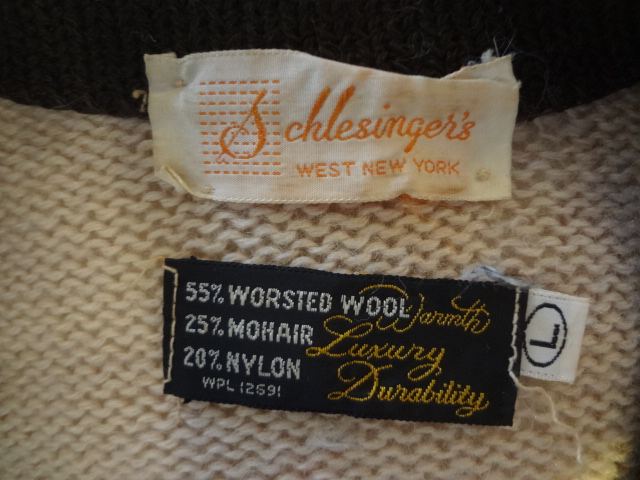 Schlesinger's
WEST NEW YORK
55% WORSTED WOOL Warmth
25% MOHAIR Luxury
20% NYLON Durability
WPL 12691
L